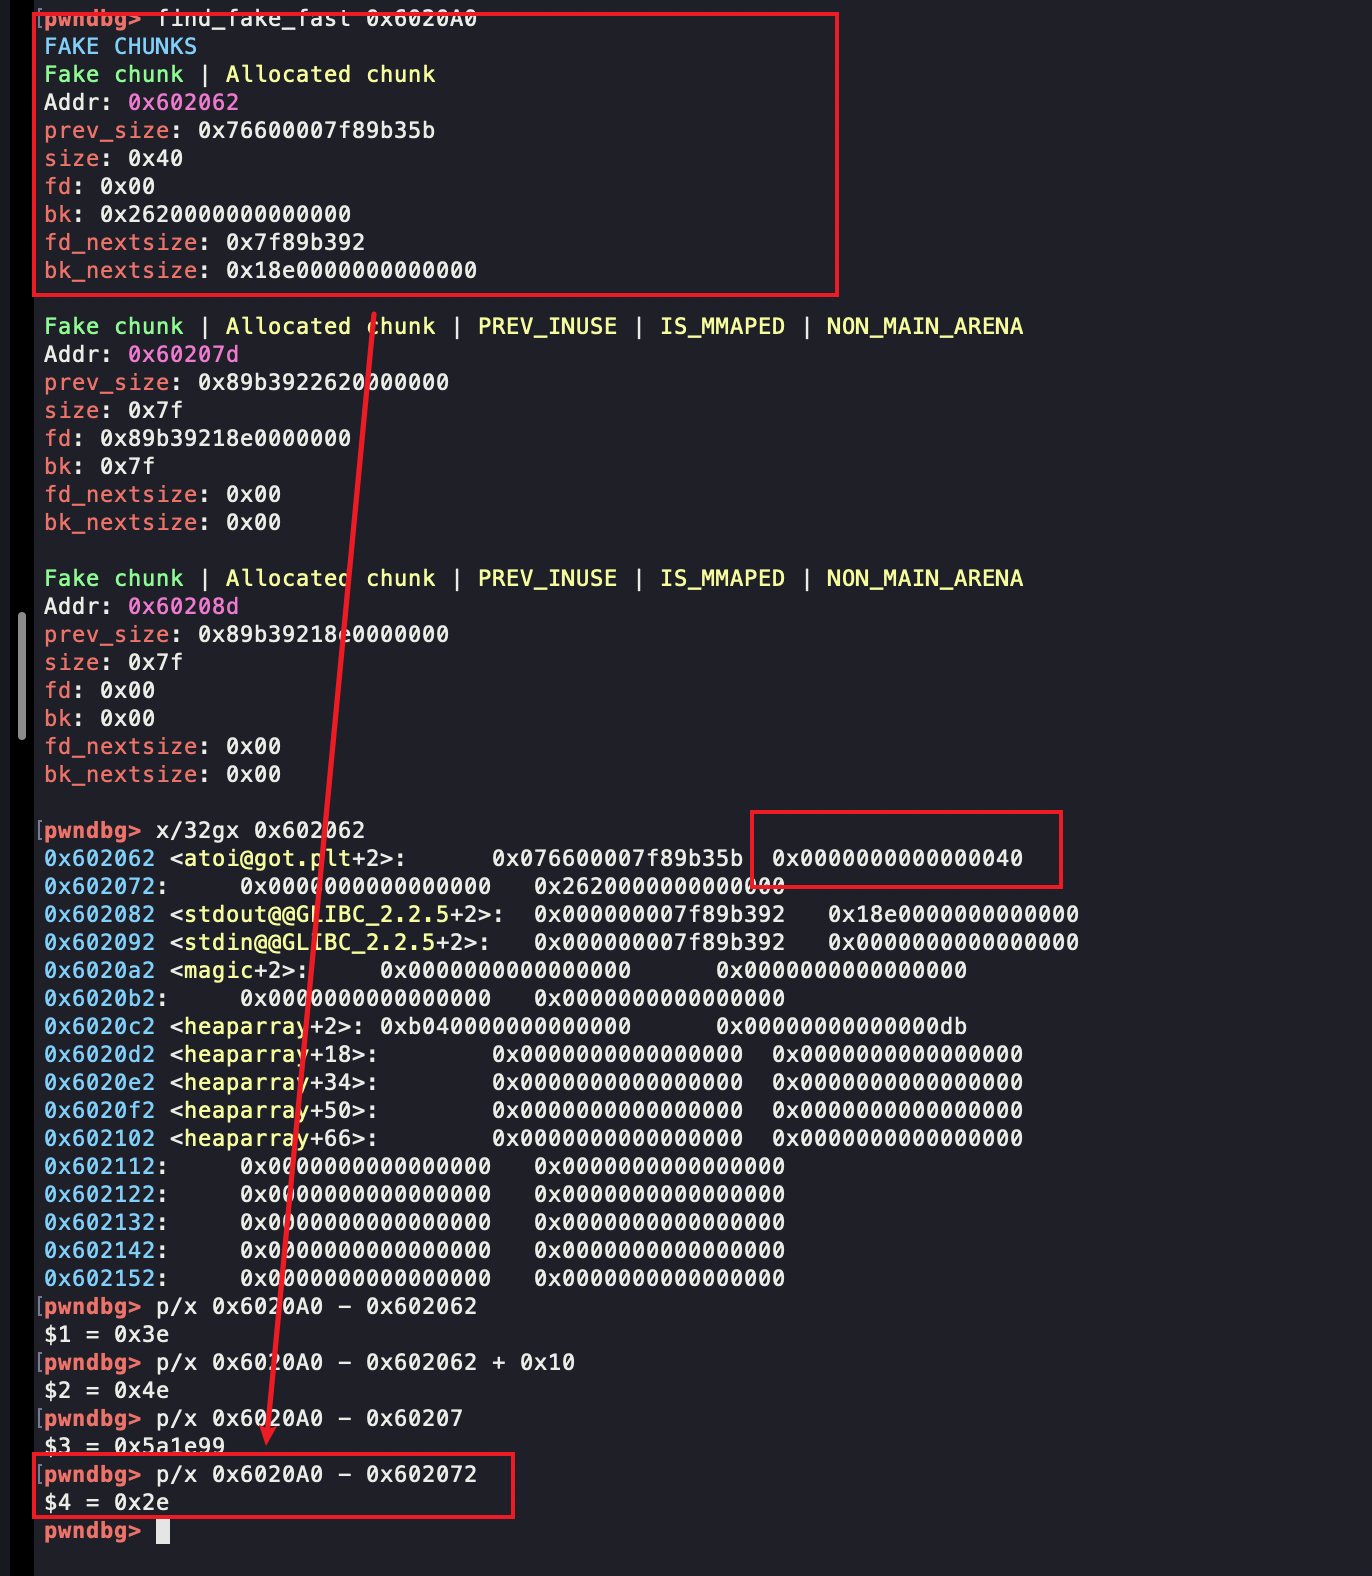 [pwndbg> find_fake_fast 0x6020A0
FAKE CHUNKS
Fake chunk | Allocated chunk
Addr: 0x602062
prev_size: 0x76600007f89b35b
size: 0x40
fd: 0x00
bk: 0x2620000000000000
fd_nextsize: 0x7f89b392
bk_nextsize: 0x18e0000000000000
Fake chunk | Allocated chunk | PREV_INUSE | IS_MMAPED | NON_MAIN_ARENA
Addr: 0x60207d
prev_size: 0x89b3922620000000
size: 0x7f
fd: 0x89b39218e0000000
bk: 0x7f
fd_nextsize: 0x00
bk_nextsize: 0x00
Fake chunk | Allocated chunk | PREV_INUSE | IS_MMAPED | NON_MAIN_ARENA
Addr: 0x60208d
prev_size: 0x89b39218e0000000
size: 0x7f
fd: 0x00
bk: 0x00
fd_nextsize: 0x00
bk_nextsize: 0x00
[pwndbg> x/32gx 0x602062
0x602062 <atoi@got.plt+2>: 0x076600007f89b35b 0x0000000000000040
0x602072: 0x0000000000000000 0x2620000000000000
0x602082 <stdout@@GLIBC_2.2.5+2>: 0x000000007f89b392 0x18e0000000000000
0x602092 <stdin@@GLIBC_2.2.5+2>: 0x000000007f89b392 0x0000000000000000
0x6020a2 <magic+2>: 0x0000000000000000 0x0000000000000000
0x6020b2: 0x0000000000000000 0x0000000000000000
0x6020c2 <heaparray+2>: 0xb040000000000000 0x00000000000000db
0x6020d2 <heaparray+18>: 0x0000000000000000 0x0000000000000000
0x6020e2 <heaparray+34>: 0x0000000000000000 0x0000000000000000
0x6020f2 <heaparray+50>: 0x0000000000000000 0x0000000000000000
0x602102 <heaparray+66>: 0x0000000000000000 0x0000000000000000
0x602112: 0x0000000000000000 0x0000000000000000
0x602122: 0x0000000000000000 0x0000000000000000
0x602132: 0x0000000000000000 0x0000000000000000
0x602142: 0x0000000000000000 0x0000000000000000
0x602152: 0x0000000000000000 0x0000000000000000
[pwndbg> p/x 0x6020A0 - 0x602062
$1 = 0x3e
[pwndbg> p/x 0x6020A0 - 0x602062 + 0x10
$2 = 0x4e
[pwndbg> p/x 0x6020A0 - 0x60207
$3 = 0x5a1e99
[pwndbg> p/x 0x6020A0 - 0x602072
$4 = 0x2e
pwndbg>